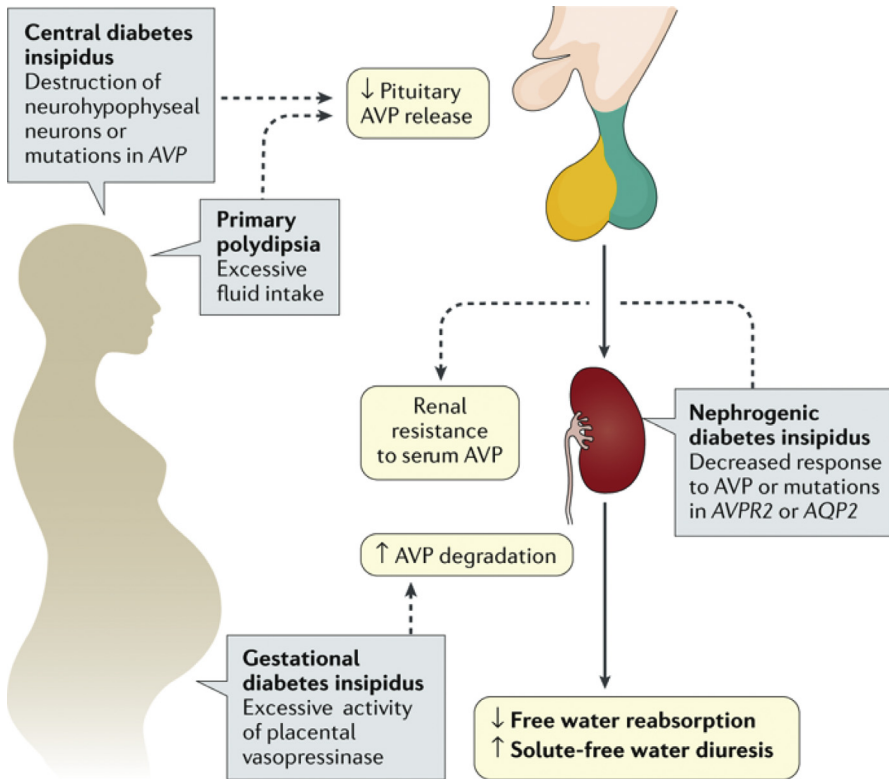 Central diabetes
insipidus
Destruction of
neurohypophyseal
neurons or
mutations in AVP
↓ Pituitary
AVP release
Primary
polydipsia
Excessive
fluid intake
Renal
resistance
to serum AVP
Nephrogenic
diabetes insipidus
Decreased response
to AVP or mutations
in AVPR2 or AQP2
↑ AVP degradation
Gestational
diabetes insipidus
Excessive activity
of placental
vasopressinase
↓ Free water reabsorption
↑ Solute-free water diuresis